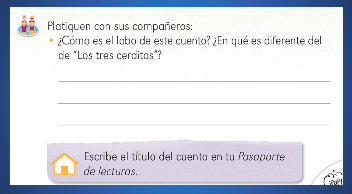 Platiquen con sus compañeros:
• ¿Cómo es el lobo de este cuento? ¿En qué es diferente del
de “Los tres cerditos”?
Escribe el título del cuento en tu Pasaporte
de lecturas.